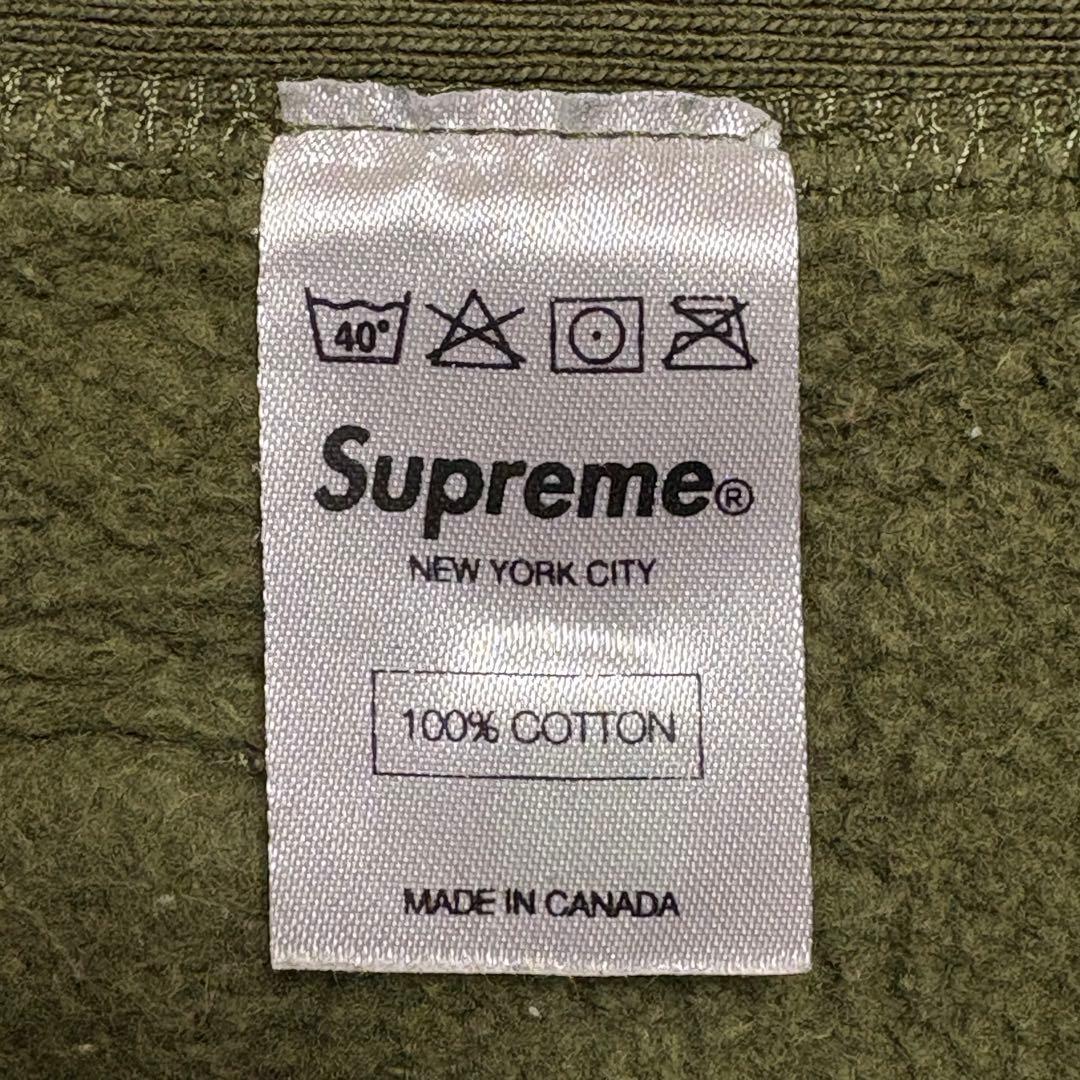 40°
Supreme®
NEW YORK CITY
100% COTTON
MADE IN CANADA